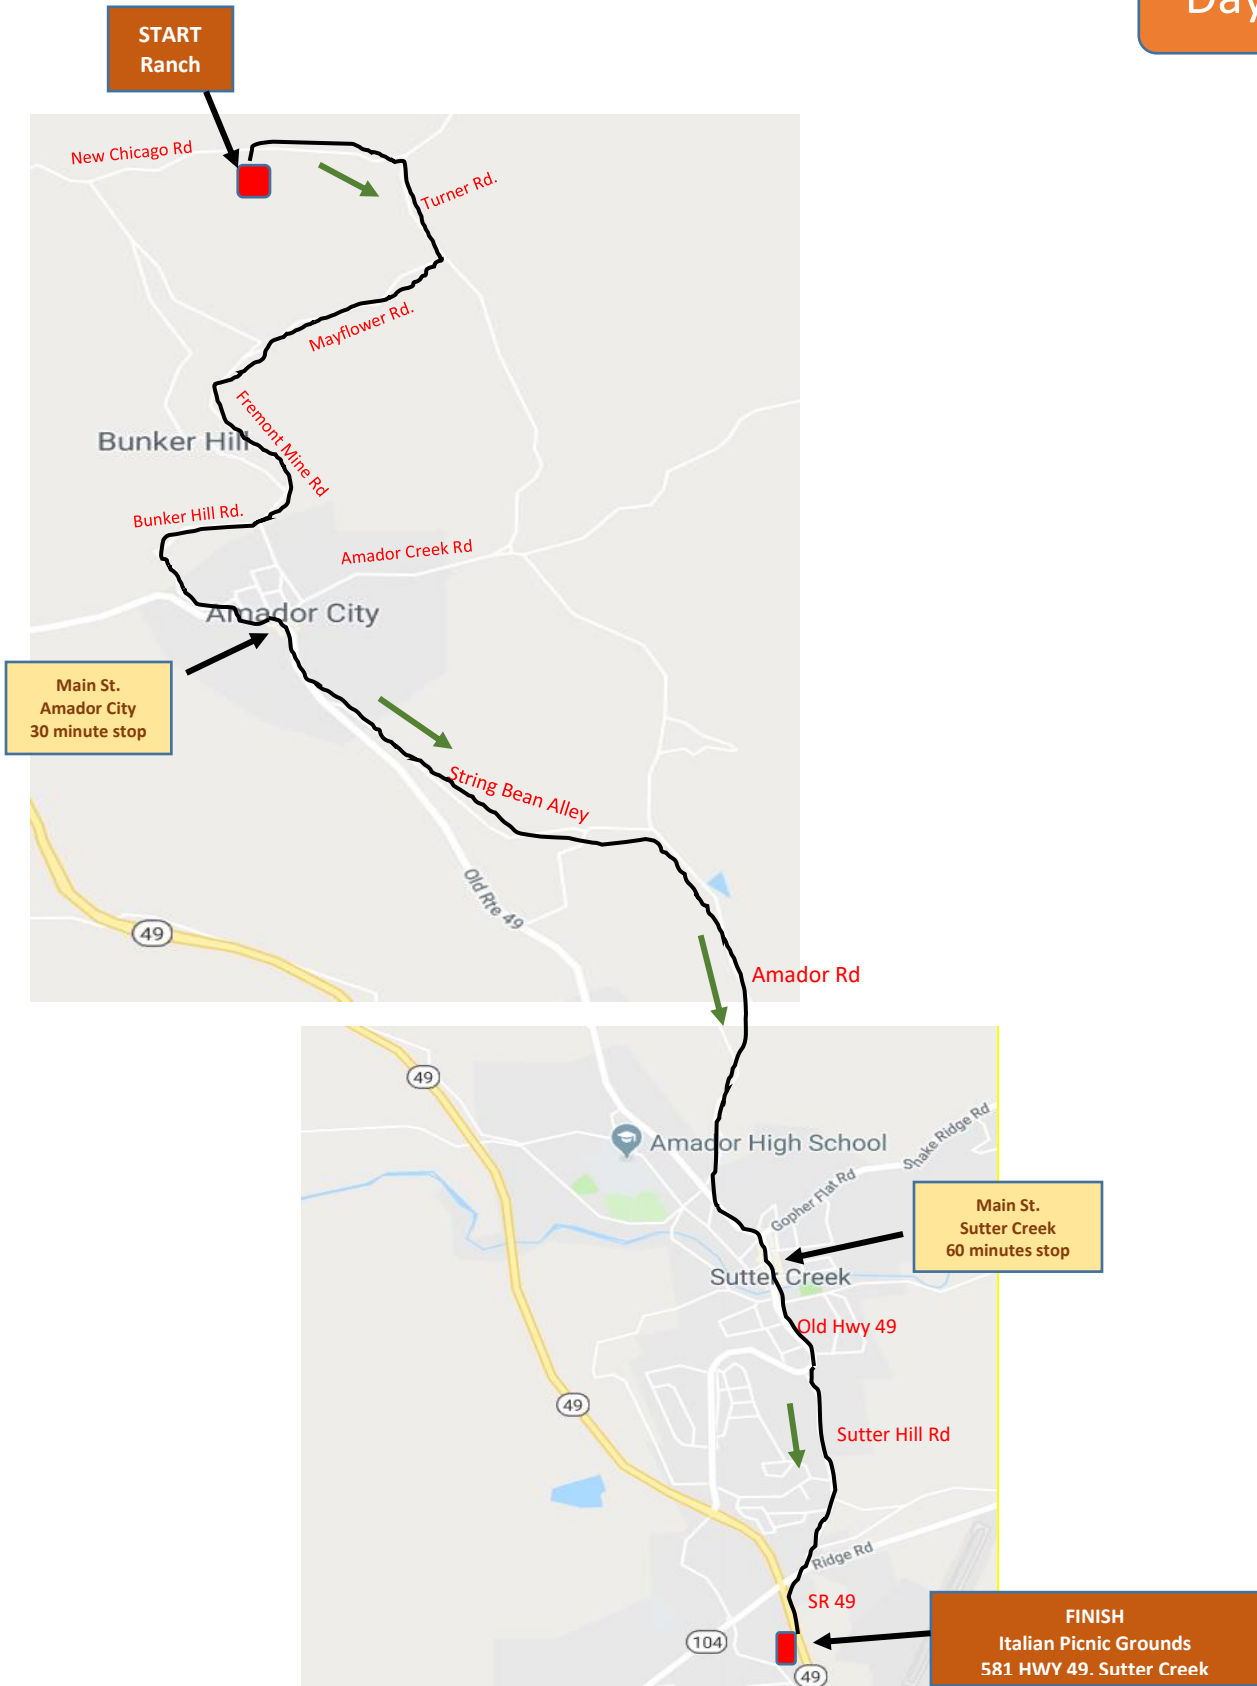 Day
START
Ranch
New Chicago Rd
Turner Rd.
Mayflower Rd.
Fremont Mine Rd
Bunker Hill
Bunker Hill Rd.
Amador Creek Rd
Amador City
Main St.
Amador City
30 minute stop
String Bean Alley
Old Rte 49
49
Amador Rd
49
Amador High School
Shake Ridge Rd
Gopher Flat Rd
Main St.
Sutter Creek
60 minutes stop
Sutter Creek
Old Hwy 49
49
Sutter Hill Rd
Ridge Rd
SR 49
FINISH
Italian Picnic Grounds
581 HWY 49. Sutter Creek
104
49